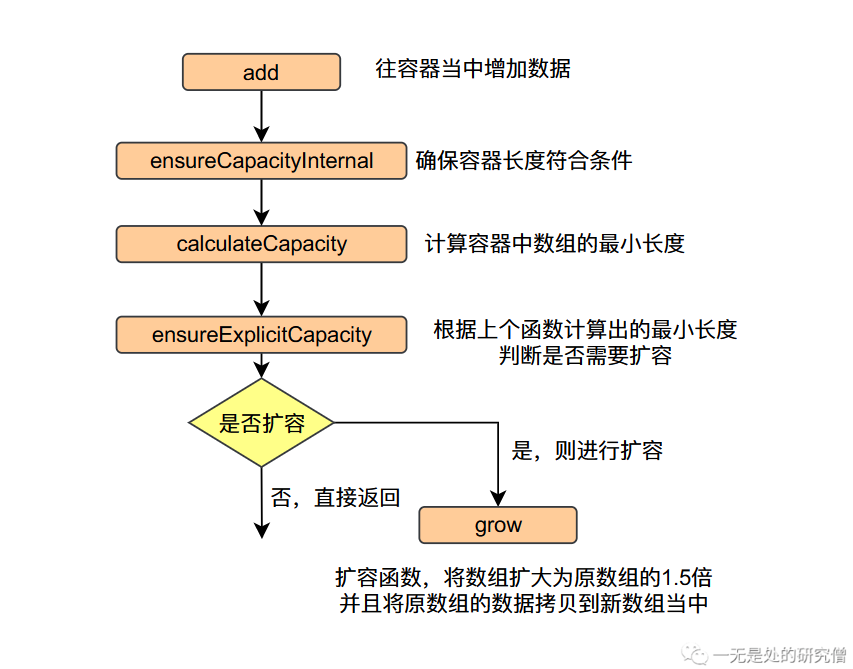 add
往容器当中增加数据
ensureCapacityInternal
确保容器长度符合条件
calculateCapacity
计算容器中数组的最小长度
ensureExplicitCapacity
根据上个函数计算出的最小长度
判断是否需要扩容
是否扩容
是，则进行扩容
否，直接返回
grow
扩容函数，将数组扩大为原数组的1.5倍
并且将原数组的数据拷贝到新数组当中
一无是处的研究僧